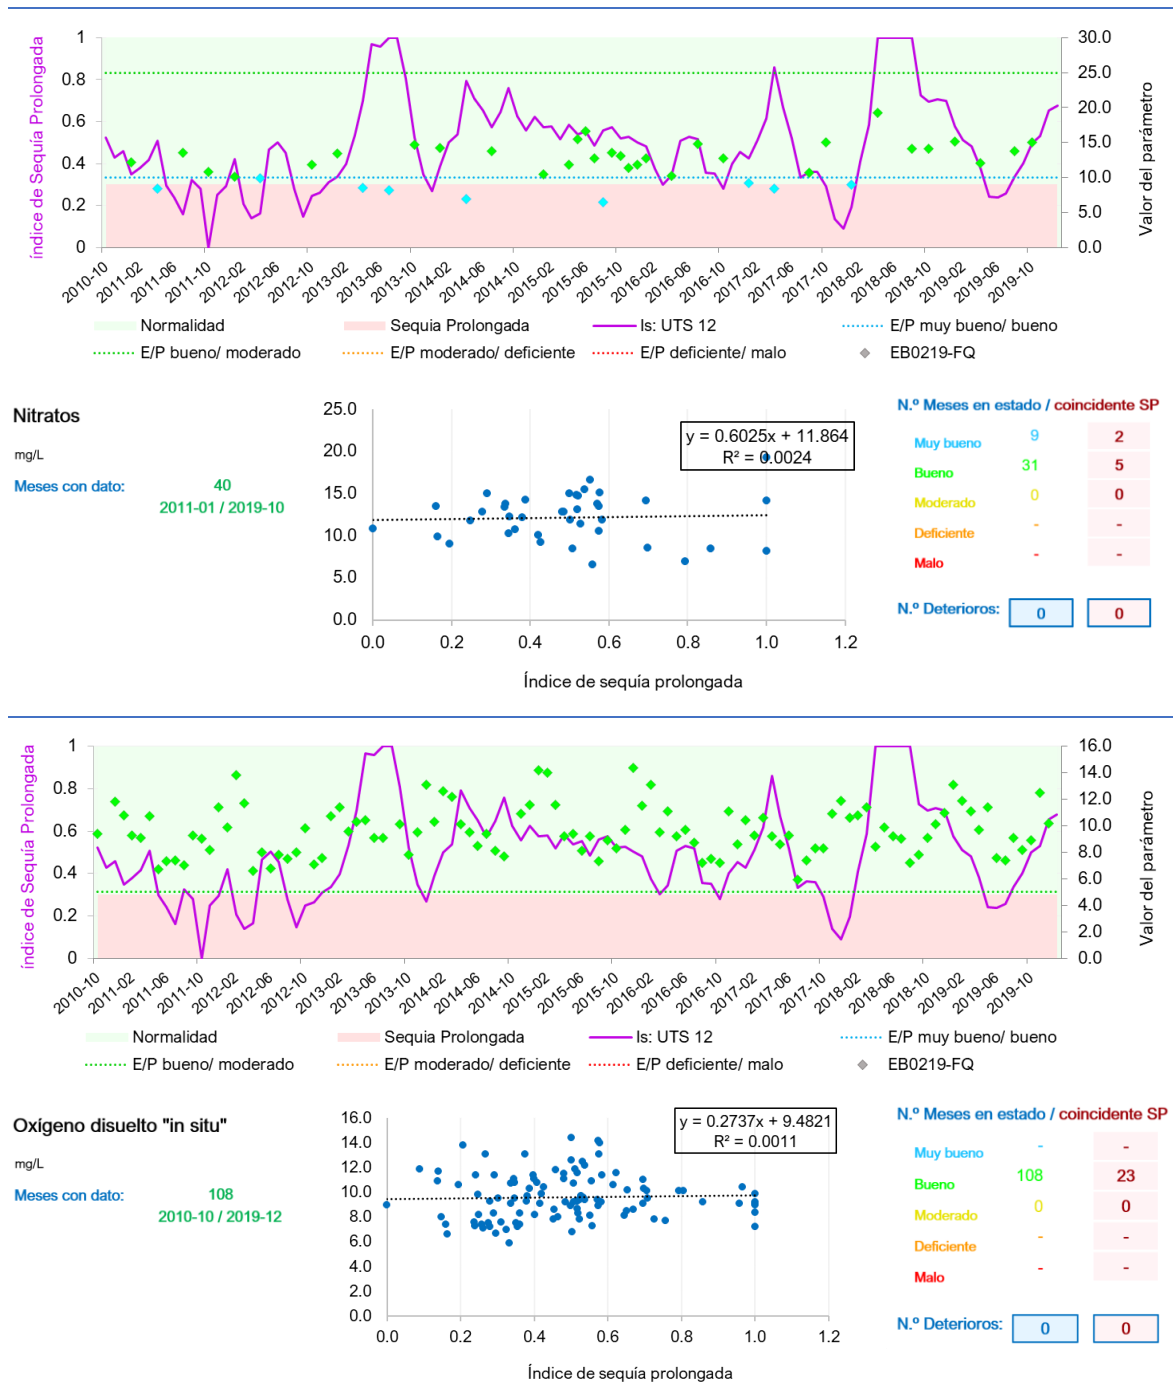 índice de Sequía Prolongada
1
0.8
0.6
0.4
0.2
0
30.0
25.0
20.0
15.0
10.0
5.0
0.0
Valor del parámetro
2010-10
2011-02
2011-06
2011-10
2012-02
2012-06
2012-10
2013-02
2013-06
2013-10
2014-02
2014-06
2014-10
2015-02
2015-06
2015-10
2016-02
2016-06
2016-10
2017-02
2017-06
2017-10
2018-02
2018-06
2018-10
2019-02
2019-06
2019-10
Normalidad
Sequia Prolongada
Is: UTS 12
E/P muy bueno/ bueno
E/P bueno/ moderado
E/P moderado/ deficiente
E/P deficiente/ malo
EB0219-FQ
Nitratos
mg/L
Meses con dato:
40
2011-01 / 2019-10
25.0
20.0
15.0
10.0
5.0
0.0
y = 0.6025x + 11.864
R² = 0.0024
0.0
0.2
0.4
0.6
0.8
1.0
1.2
Índice de sequía prolongada
N.º Meses en estado / coincidente SP
Muy bueno 9 2
Bueno 31 5
Moderado 0 0
Deficiente - -
Malo - -
N.º Deterioros: 0 0
índice de Sequía Prolongada
1
0.8
0.6
0.4
0.2
0
16.0
14.0
12.0
10.0
8.0
6.0
4.0
2.0
0.0
Valor del parámetro
2010-10
2011-02
2011-06
2011-10
2012-02
2012-06
2012-10
2013-02
2013-06
2013-10
2014-02
2014-06
2014-10
2015-02
2015-06
2015-10
2016-02
2016-06
2016-10
2017-02
2017-06
2017-10
2018-02
2018-06
2018-10
2019-02
2019-06
2019-10
Normalidad
Sequia Prolongada
Is: UTS 12
E/P muy bueno/ bueno
E/P bueno/ moderado
E/P moderado/ deficiente
E/P deficiente/ malo
EB0219-FQ
Oxígeno disuelto "in situ"
mg/L
Meses con dato:
108
2010-10 / 2019-12
16.0
14.0
12.0
10.0
8.0
6.0
4.0
2.0
0.0
y = 0.2737x + 9.4821
R² = 0.0011
0.0
0.2
0.4
0.6
0.8
1.0
1.2
Índice de sequía prolongada
N.º Meses en estado / coincidente SP
Muy bueno - -
Bueno 108 23
Moderado 0 0
Deficiente - -
Malo - -
N.º Deterioros: 0 0